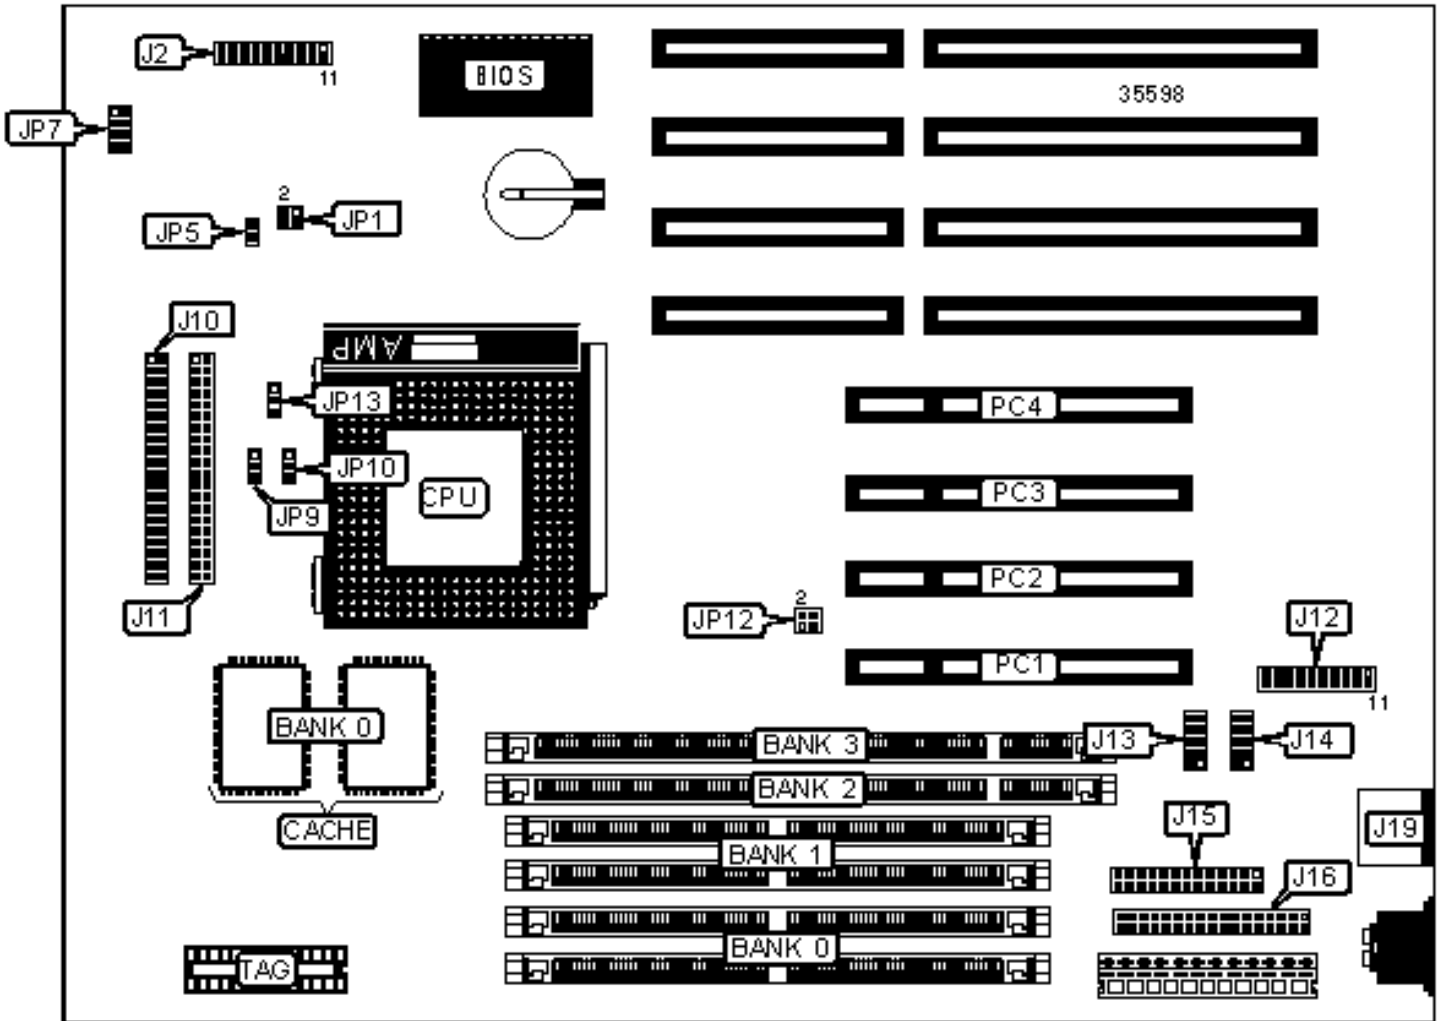 J2
11
BIOS
35598
JP7
2
JP1
JP5
J10
AMP
JP13
PC4
JP10
CPU
PC3
JP9
PC2
2
J11
JP12
J12
PC1
11
BANK 0
BANK 3
J13
J14
BANK 2
J15
CACHE
J19
BANK 1
J16
BANK 0
TAG